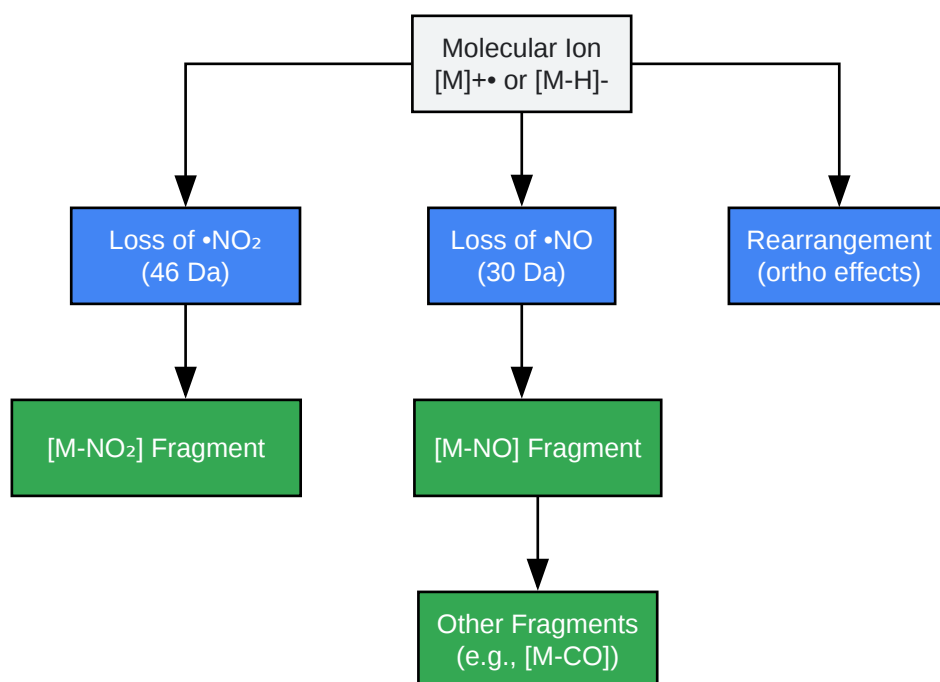 Molecular Ion
[M]+• or [M-H]-
Loss of •NO₂
(46 Da)
Loss of •NO
(30 Da)
Rearrangement
(ortho effects)
[M-NO₂] Fragment
[M-NO] Fragment
Other Fragments
(e.g., [M-CO])